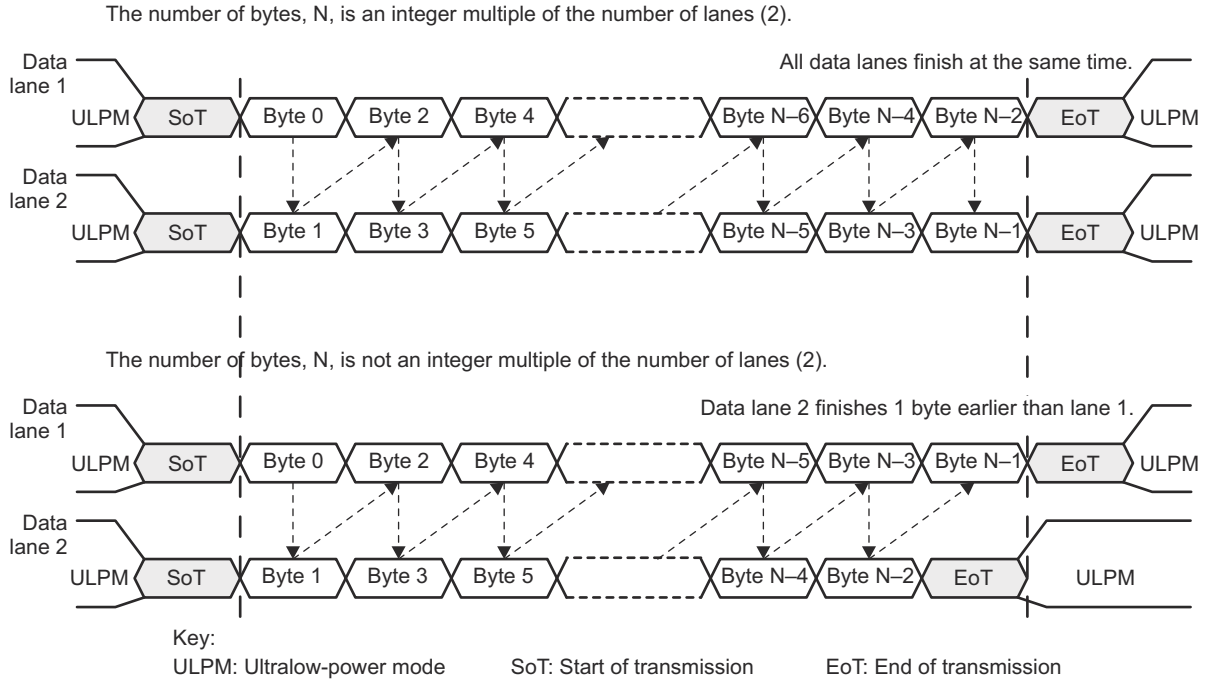 The number of bytes, N, is an integer multiple of the number of lanes (2).
Data
lane 1
All data lanes finish at the same time.
ULPM SoT Byte 0 Byte 2 Byte 4 Byte N–6 Byte N–4 Byte N–2 EoT ULPM
Data
lane 2
ULPM SoT Byte 1 Byte 3 Byte 5 Byte N–5 Byte N–3 Byte N–1 EoT ULPM
The number of bytes, N, is not an integer multiple of the number of lanes (2).
Data
lane 1
Data lane 2 finishes 1 byte earlier than lane 1.
ULPM SoT Byte 0 Byte 2 Byte 4 Byte N–5 Byte N–3 Byte N–1 EoT ULPM
Data
lane 2
ULPM SoT Byte 1 Byte 3 Byte 5 Byte N–4 Byte N–2 EoT ULPM
Key:
ULPM: Ultralow-power mode SoT: Start of transmission EoT: End of transmission